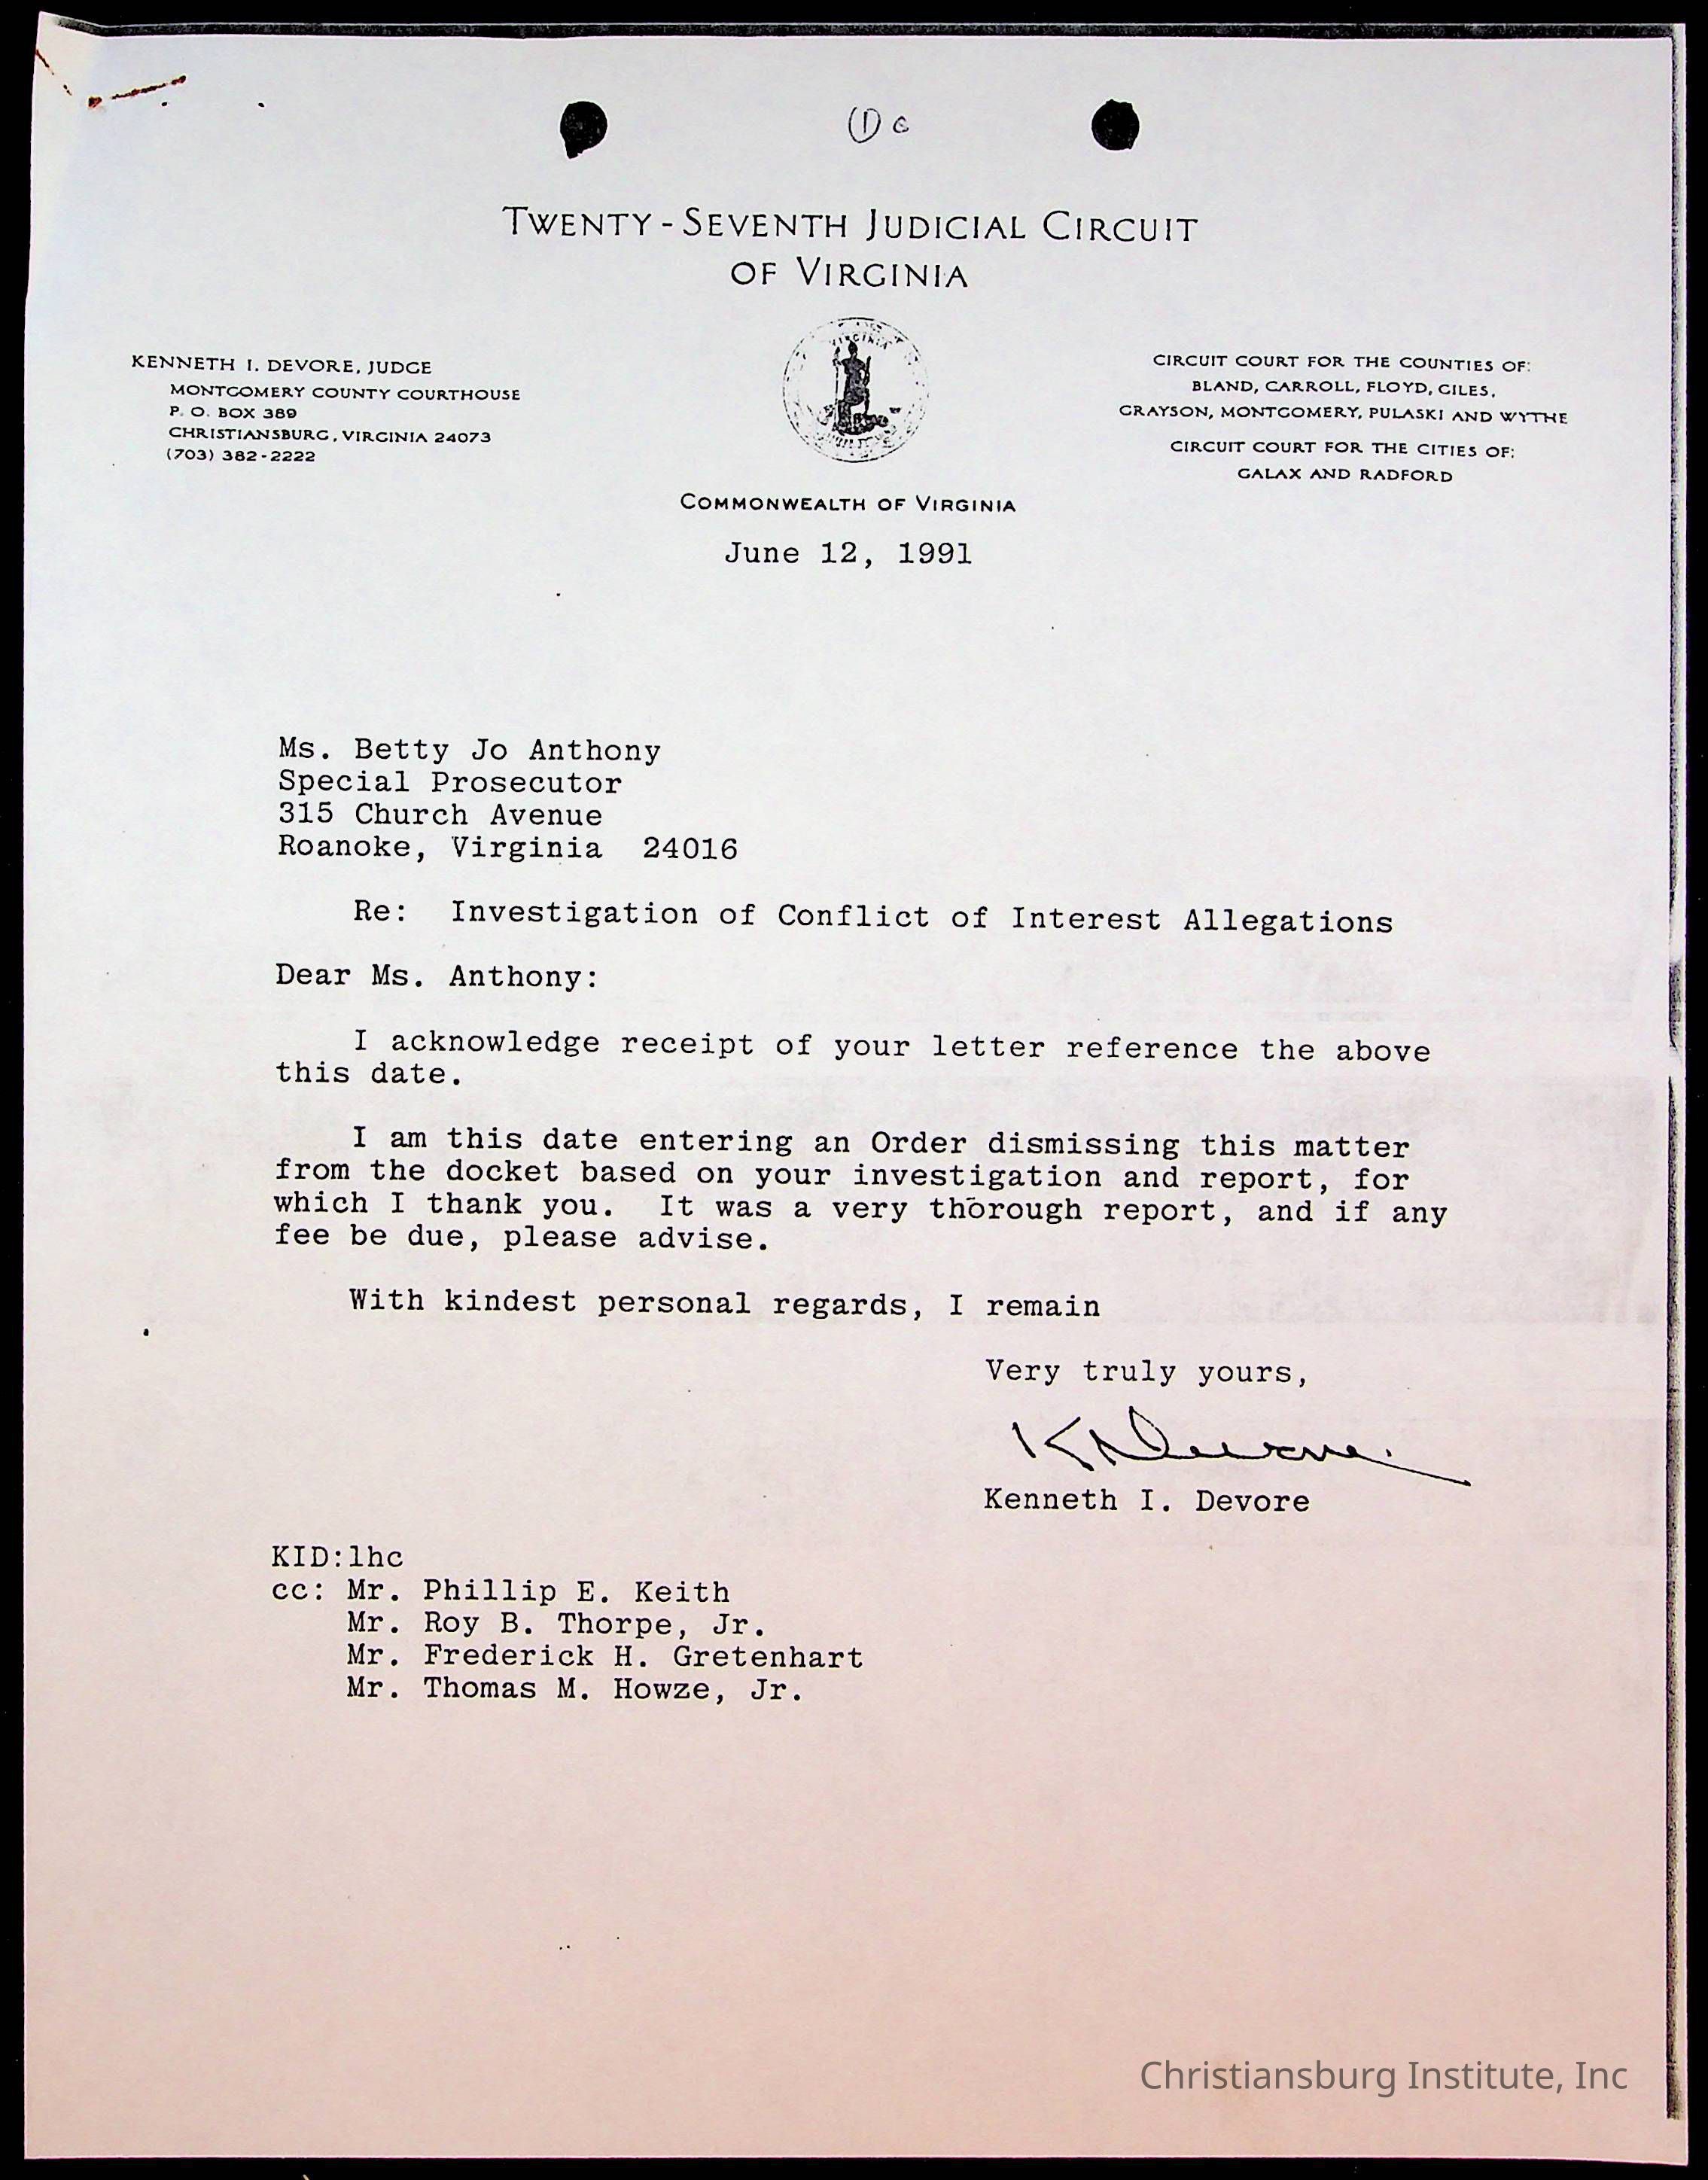 TWENTY-SEVENTH JUDICIAL CIRCUIT
OF VIRGINIA
KENNETH I. DEVORE, JUDGE
MONTGOMERY COUNTY COURTHOUSE
P. O. BOX 389
CHRISTIANSBURG, VIRGINIA 24073
(703) 382-2222
VIRGINIA
CIRCUIT COURT FOR THE COUNTIES OF:
BLAND, CARROLL, FLOYD, GILES,
GRAYSON, MONTGOMERY, PULASKI AND WYTHE
CIRCUIT COURT FOR THE CITIES OF:
GALAX AND RADFORD
COMMONWEALTH OF VIRGINIA
June 12, 1991
Ms. Betty Jo Anthony
Special Prosecutor
315 Church Avenue
Roanoke, Virginia 24016
Re: Investigation of Conflict of Interest Allegations
Dear Ms. Anthony:
I acknowledge receipt of your letter reference the above
this date.
I am this date entering an Order dismissing this matter
from the docket based on your investigation and report, for
which I thank you. It was a very thorough report, and if any
fee be due, please advise.
With kindest personal regards, I remain
Very truly yours,
Kenneth I. Devore
KID:lhc
cc: Mr. Phillip E. Keith
Mr. Roy B. Thorpe, Jr.
Mr. Frederick H. Gretenhart
Mr. Thomas M. Howze, Jr.
Christiansburg Institute, Inc